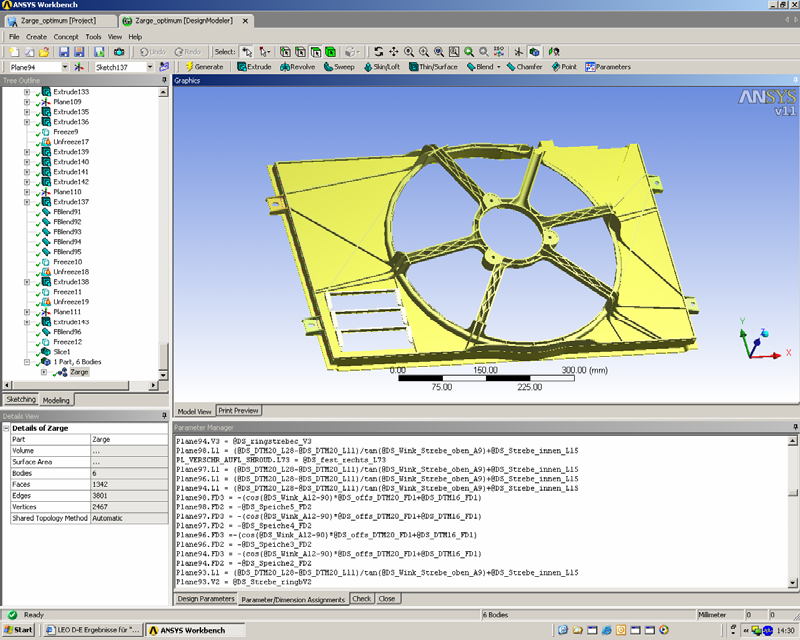 ANSYS Workbench
Zarge_optimum [Project]
Zarge_optimum [DesignModeler]
File Create Concept Tools View Help
Undo Redo Select:
Plane94 Sketch137 Generate Extrude Revolve Sweep Skin/Loft Thin/Surface Blend Chamfer Point Parameters
Tree Outline
Extrude133
Plane109
Extrude135
Extrude136
Freeze9
Unfreeze17
Extrude139
Extrude140
Extrude141
Extrude142
Plane110
Extrude137
FBlend91
FBlend92
FBlend93
FBlend94
FBlend95
Freeze10
Unfreeze18
Extrude138
Freeze11
Unfreeze19
Plane111
Extrude143
FBlend96
Freeze12
Slice1
1 Part, 6 Bodies
Zarge
Sketching Modeling
Details View
Details of Zarge
Part Zarge
Volume ...
Surface Area ...
Bodies 6
Faces 1342
Edges 3801
Vertices 2467
Shared Topology Method Automatic
Graphics
ANSYS
v11
Y
Z
X
0.00 150.00 300.00 (mm)
75.00 225.00
Model View Print Preview
Parameter Manager
Plane94.V3 = @DS_ringstrebec_V3
Plane98.L1 = (@DS_DTM20_L28-@DS_DTM20_L11)/tan(@DS_Wink_Strebe_oben_A9)+@DS_Strebe_innen_L15
PL_VERSCHR_AUFL_SHROUD.L73 = @DS_fest_rechts_L73
Plane97.L1 = (@DS_DTM20_L28-@DS_DTM20_L11)/tan(@DS_Wink_Strebe_oben_A9)+@DS_Strebe_innen_L15
Plane96.L1 = (@DS_DTM20_L28-@DS_DTM20_L11)/tan(@DS_Wink_Strebe_oben_A9)+@DS_Strebe_innen_L15
Plane94.L1 = (@DS_DTM20_L28-@DS_DTM20_L11)/tan(@DS_Wink_Strebe_oben_A9)+@DS_Strebe_innen_L15
Plane98.FD3 = -(cos(@DS_Wink_A12-90)*@DS_offs_DTM20_FD1+@DS_DTM16_FD1)
Plane98.FD2 = -@DS_Speiche5_FD2
Plane97.FD3 = -(cos(@DS_Wink_A12-90)*@DS_offs_DTM20_FD1+@DS_DTM16_FD1)
Plane97.FD2 = -@DS_Speiche4_FD2
Plane96.FD3 =-(cos(@DS_Wink_A12-90)*@DS_offs_DTM20_FD1+@DS_DTM16_FD1)
Plane96.FD2 = -@DS_Speiche3_FD2
Plane94.FD3 = -(cos(@DS_Wink_A12-90)*@DS_offs_DTM20_FD1+@DS_DTM16_FD1)
Plane94.FD2 = -@DS_Speiche2_FD2
Plane93.L1 = (@DS_DTM20_L28-@DS_DTM20_L11)/tan(@DS_Wink_Strebe_oben_A9)+@DS_Strebe_innen_L15
Plane93.V2 = @DS_Strebe_ringbV2
Design Parameters Parameter/Dimension Assignments Check Close
Ready 6 Bodies Millimeter 0 0
Start LEO D-E Ergebnisse für "... ANSYS Workbench 14:30